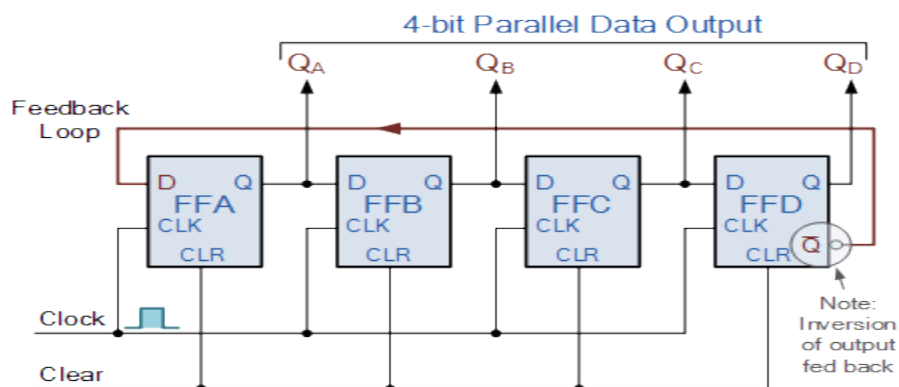 4-bit Parallel Data Output
QA QB QC QD
Feedback
Loop
D Q D Q D Q D Q
FFA FFB FFC FFD
CLK CLK CLK CLK
CLR CLR CLR CLR Q̅
Clock
Note:
Inversion
of output
fed back
Clear